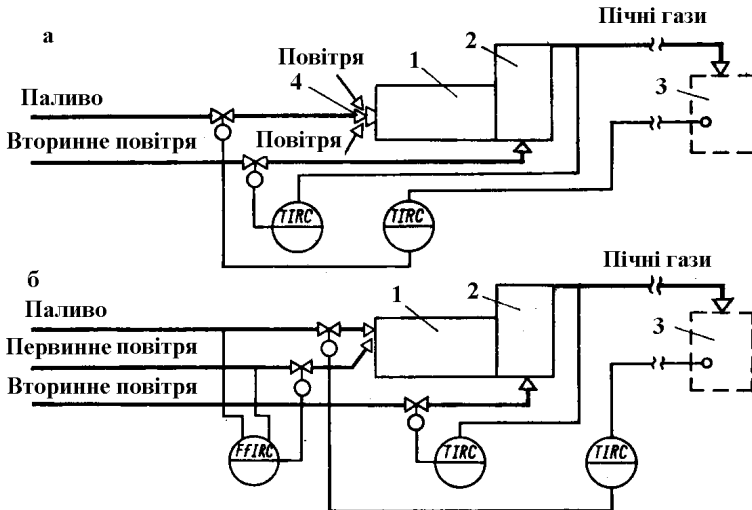 а
Повітря
4
1
2
Пічні гази
3
Паливо
Вторинне повітря
Повітря
TIRC
TIRC
б
Паливо
Первинне повітря
Вторинне повітря
1
2
Пічні гази
3
FfIRC
TIRC
TIRC